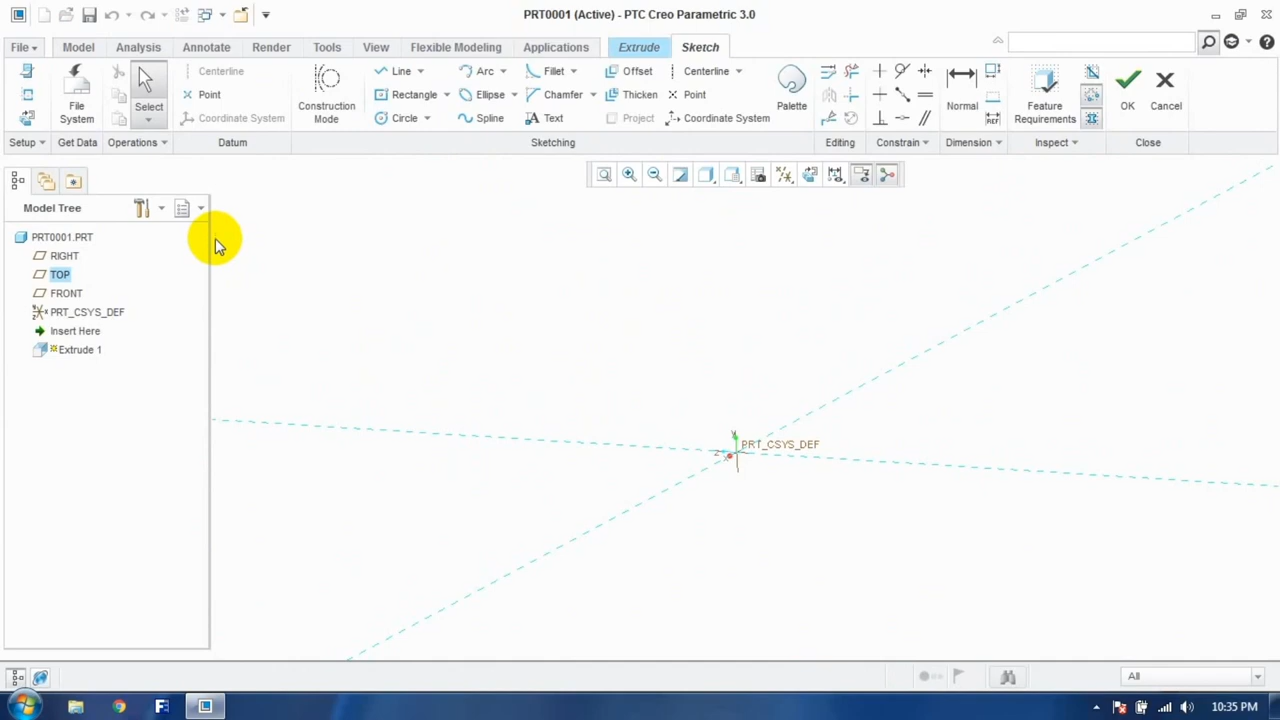 PRT0001 (Active) - PTC Creo Parametric 3.0
File Model Analysis Annotate Render Tools View Flexible Modeling Applications Extrude Sketch
Centerline Line Arc Fillet Offset Centerline
Point Rectangle Ellipse Chamfer Thicken Point
Coordinate System Circle Spline Text Project Coordinate System
File System
Select
Construction Mode
Palette
Normal
REF
Feature Requirements
OK
Cancel
Setup Get Data Operations Datum Sketching Editing Constrain Dimension Inspect Close
Model Tree
PRT0001.PRT
RIGHT
TOP
FRONT
PRT_CSYS_DEF
Insert Here
Extrude 1
Y
PRT_CSYS_DEF
Z
All
10:35 PM